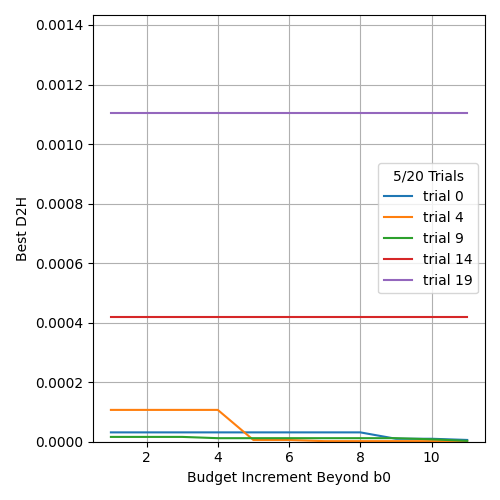 0.0014
0.0012
0.0010
0.0008
0.0006
0.0004
0.0002
0.0000
Best D2H
5/20 Trials
trial 0
trial 4
trial 9
trial 14
trial 19
2
4
6
8
10
Budget Increment Beyond b0